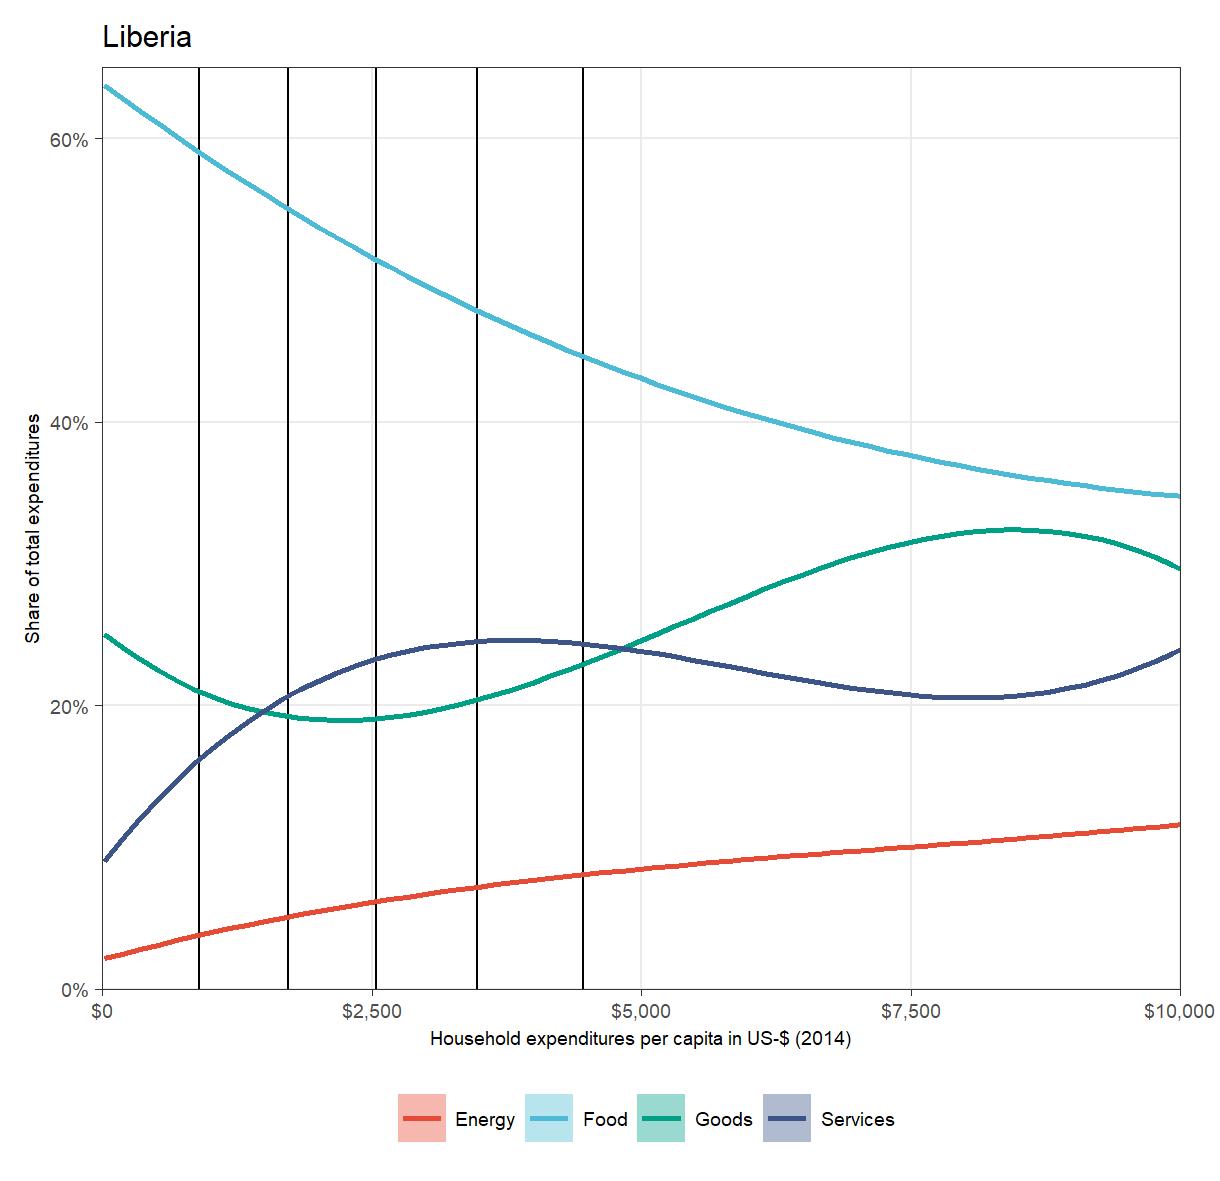 Liberia
60%
40%
20%
0%
Share of total expenditures
$0 $2,500 $5,000 $7,500 $10,000
Household expenditures per capita in US-$ (2014)
Energy Food Goods Services